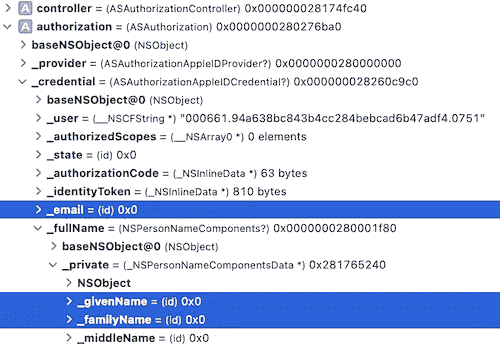 A controller = (ASAuthorizationController) 0x000000028174fc40
A authorization = (ASAuthorization) 0x0000000280276ba0
baseNSObject@0 (NSObject)
_provider = (ASAuthorizationAppleIDProvider?) 0x0000000280000000
_credential = (ASAuthorizationAppleIDCredential?) 0x000000028260c9c0
baseNSObject@0 (NSObject)
_user = (__NSCFString *) "000661.94a638bc843b4cc284bebcad6b47adf4.0751"
_authorizedScopes = (__NSArray0 *) 0 elements
_state = (id) 0x0
_authorizationCode = (_NSInlineData *) 63 bytes
_identityToken = (_NSInlineData *) 810 bytes
_email = (id) 0x0
_fullName = (NSPersonNameComponents?) 0x0000000280001f80
baseNSObject@0 (NSObject)
_private = (_NSPersonNameComponentsData *) 0x281765240
NSObject
_givenName = (id) 0x0
_familyName = (id) 0x0
_middleName = (id) 0x0